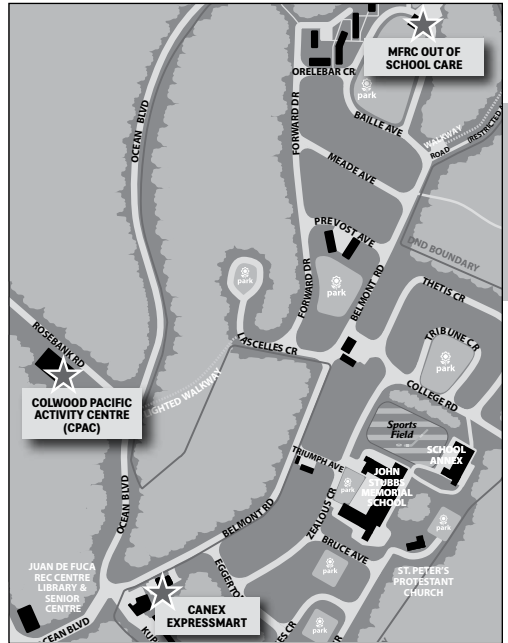 MFRC OUT OF
SCHOOL CARE
ORELEBAR CR
park
BAILLE AVE
OCEAN BLVD
FORWARD DR
WALKWAY
ROAD (RESTRICTED
MEADE AVE
PREVOST AVE
DND BOUNDARY
park
park
FORWARD DR
BELMONT RD
THETIS CR
TRIBUNE CR
park
LASCELLES CR
ROSEBANK RD
COLLEGE RD
COLWOOD PACIFIC
ACTIVITY CENTRE
(CPAC)
LIGHTED WALKWAY
Sports
Field
SCHOOL
ANNEX
TRIUMPH AVE
JOHN
STUBBS
MEMORIAL
SCHOOL
park
OCEAN BLVD
BELMONT RD
ZEALOUS CR
park
BRUCE AVE
JUAN DE FUCA
REC CENTRE
LIBRARY &
SENIOR
CENTRE
park
ST. PETER'S
PROTESTANT
CHURCH
CANEX
EXPRESSMART
park